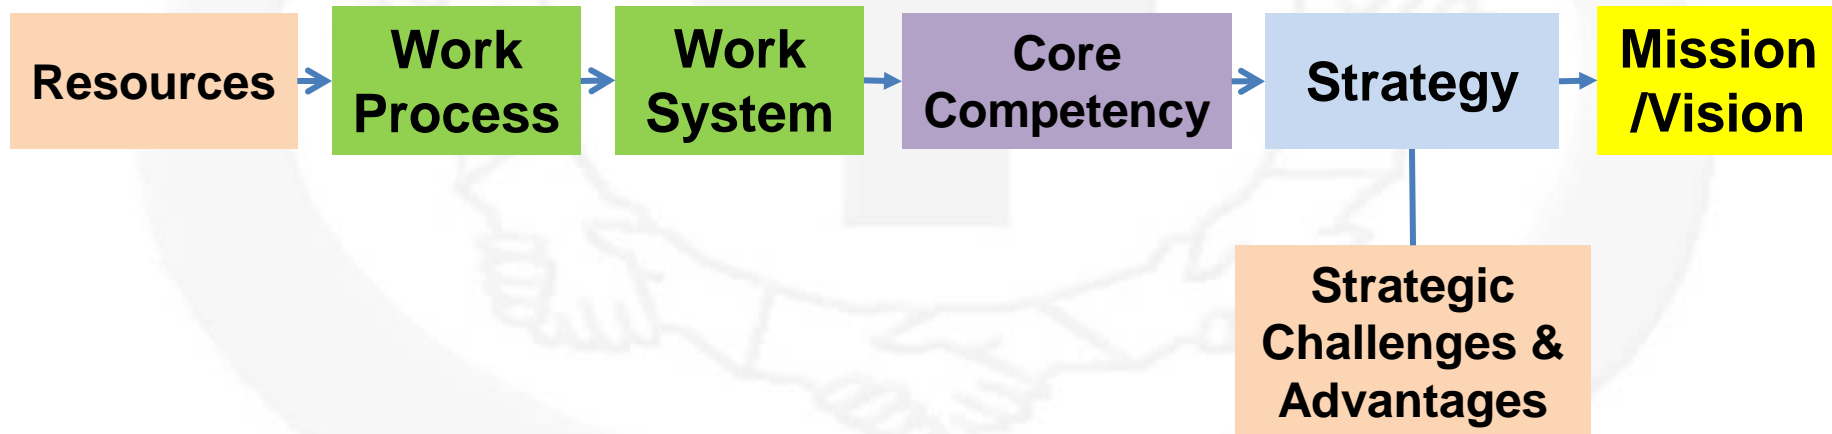 Resources
Work
Process
Work
System
Core
Competency
Strategy
Mission
/Vision
Strategic
Challenges &
Advantages